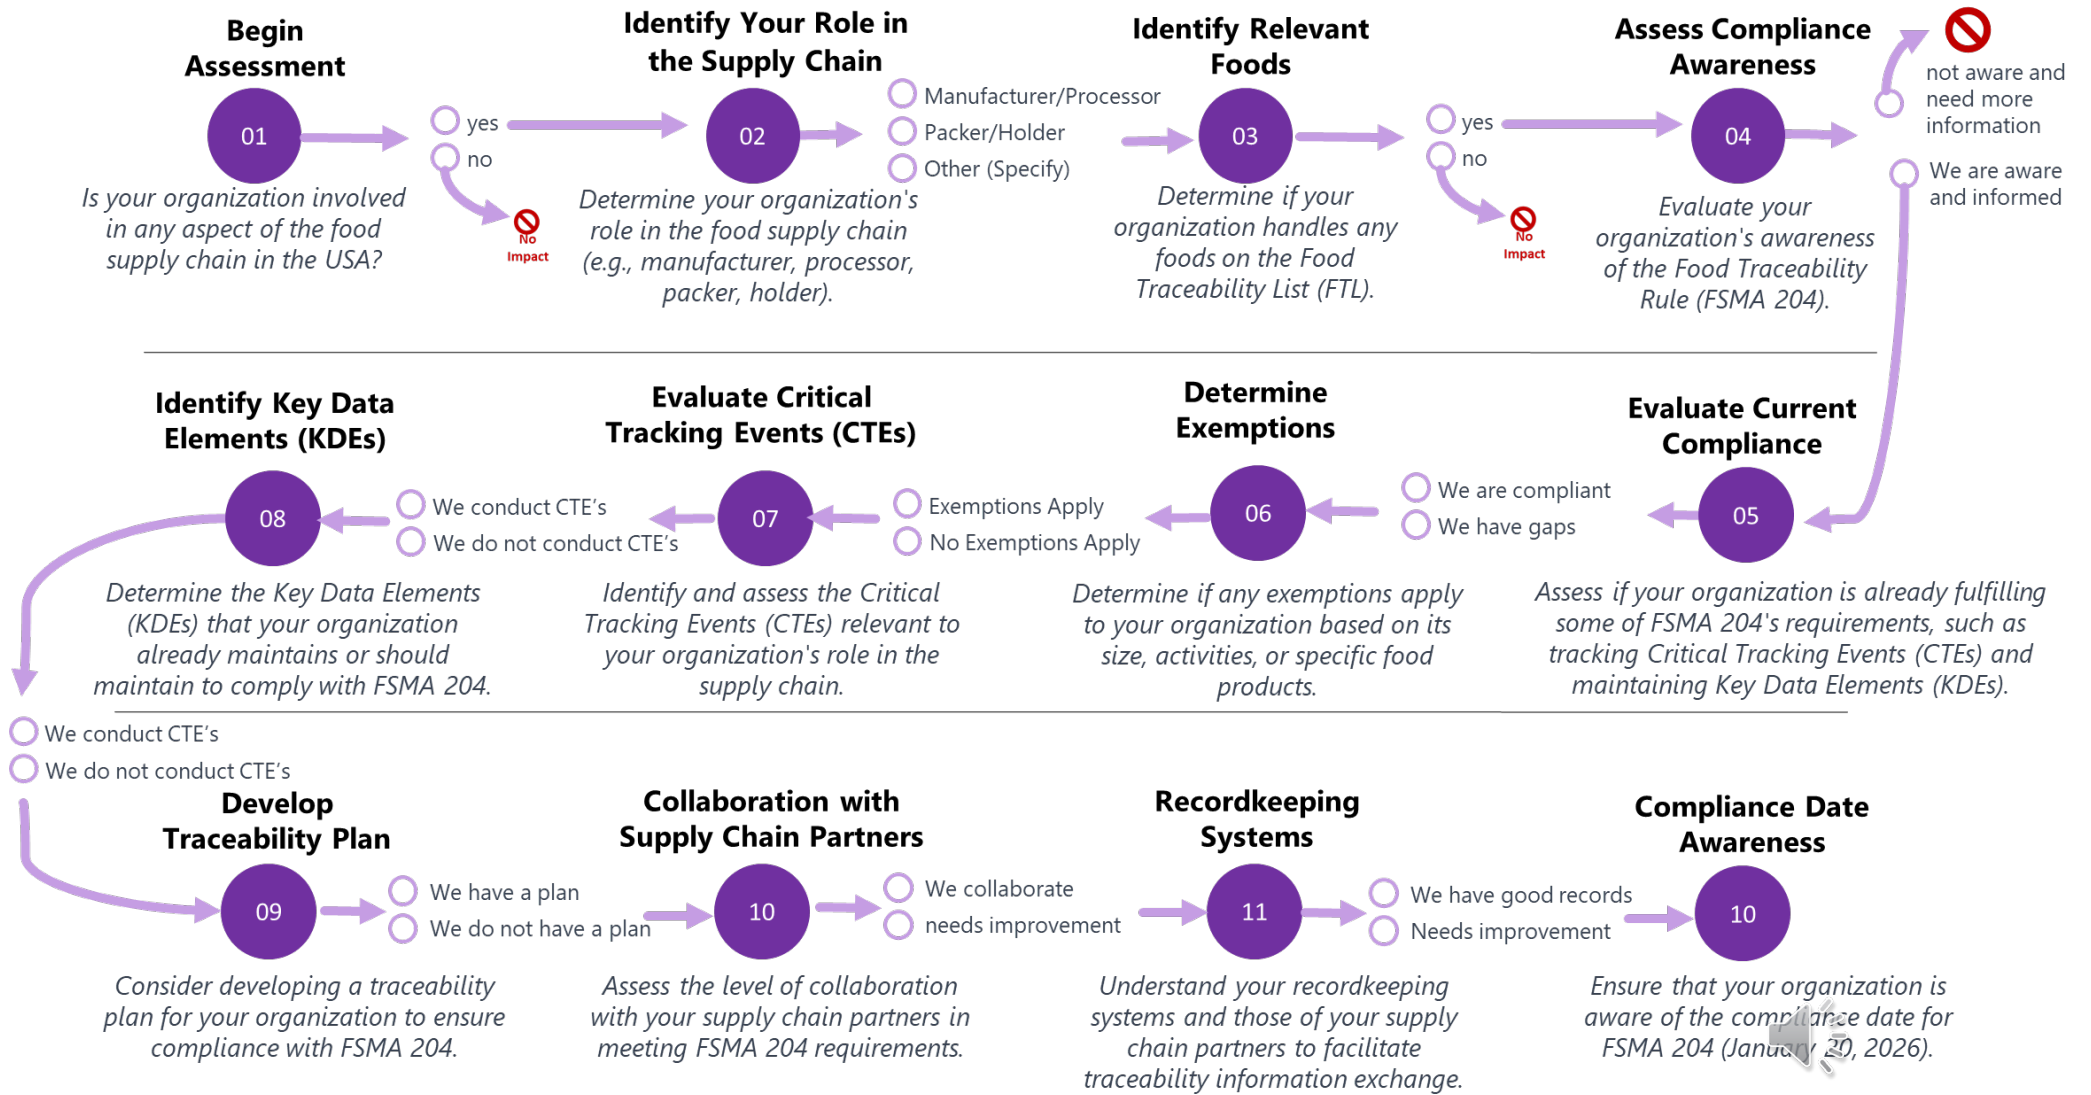 Begin
Assessment
01
Is your organization involved
in any aspect of the food
supply chain in the USA?
yes
no
No
Impact
Identify Your Role in
the Supply Chain
02
Determine your organization's
role in the food supply chain
(e.g., manufacturer, processor,
packer, holder).
Manufacturer/Processor
Packer/Holder
Other (Specify)
Identify Relevant
Foods
03
Determine if your
organization handles any
foods on the Food
Traceability List (FTL).
yes
no
No
Impact
Assess Compliance
Awareness
04
Evaluate your
organization's awareness
of the Food Traceability
Rule (FSMA 204).
not aware and
need more
information
We are aware
and informed
Evaluate Current
Compliance
05
Assess if your organization is already fulfilling
some of FSMA 204's requirements, such as
tracking Critical Tracking Events (CTEs) and
maintaining Key Data Elements (KDEs).
We are compliant
We have gaps
Determine
Exemptions
06
Determine if any exemptions apply
to your organization based on its
size, activities, or specific food
products.
Exemptions Apply
No Exemptions Apply
Evaluate Critical
Tracking Events (CTEs)
07
Identify and assess the Critical
Tracking Events (CTEs) relevant to
your organization's role in the
supply chain.
We conduct CTE's
We do not conduct CTE's
Identify Key Data
Elements (KDEs)
08
Determine the Key Data Elements
(KDEs) that your organization
already maintains or should
maintain to comply with FSMA 204.
We conduct CTE's
We do not conduct CTE's
Develop
Traceability Plan
09
Consider developing a traceability
plan for your organization to ensure
compliance with FSMA 204.
We have a plan
We do not have a plan
Collaboration with
Supply Chain Partners
10
Assess the level of collaboration
with your supply chain partners in
meeting FSMA 204 requirements.
We collaborate
needs improvement
Recordkeeping
Systems
11
Understand your recordkeeping
systems and those of your supply
chain partners to facilitate
traceability information exchange.
We have good records
Needs improvement
Compliance Date
Awareness
10
Ensure that your organization is
aware of the compliance date for
FSMA 204 (January 20, 2026).